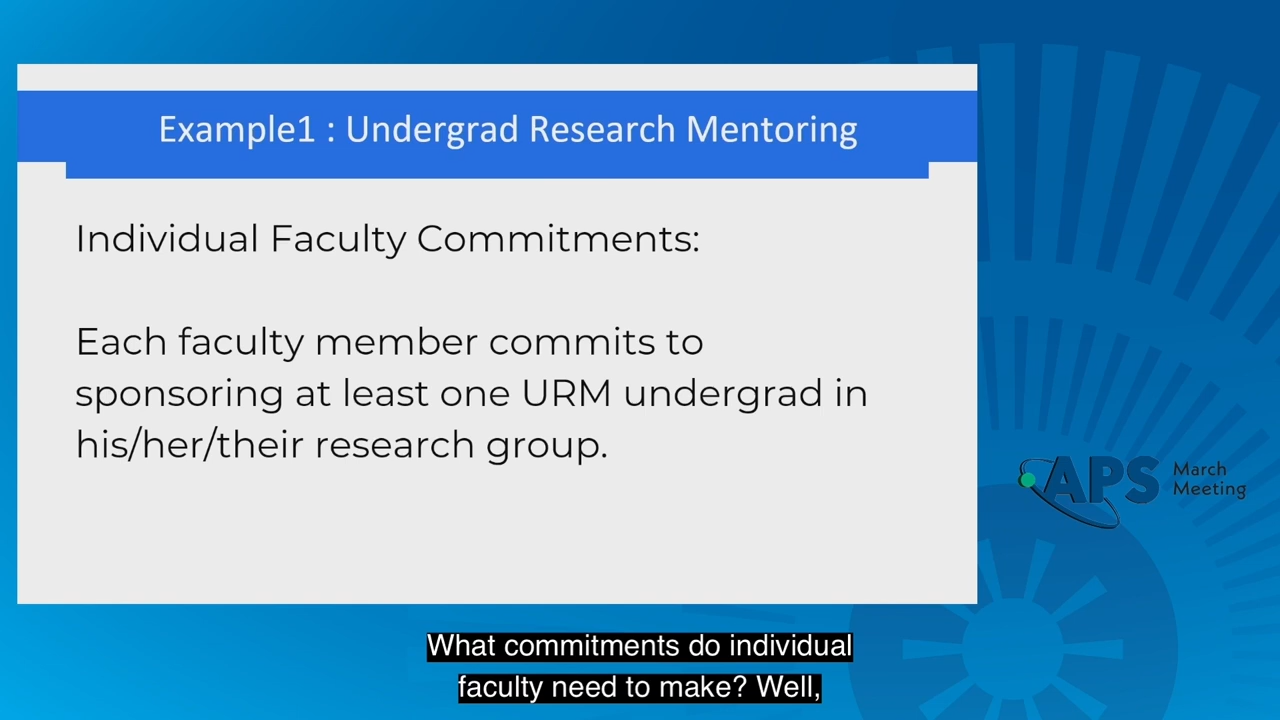 Example1 : Undergrad Research Mentoring
Individual Faculty Commitments:
Each faculty member commits to
sponsoring at least one URM undergrad in
his/her/their research group.
APS March
Meeting
What commitments do individual
faculty need to make? Well,